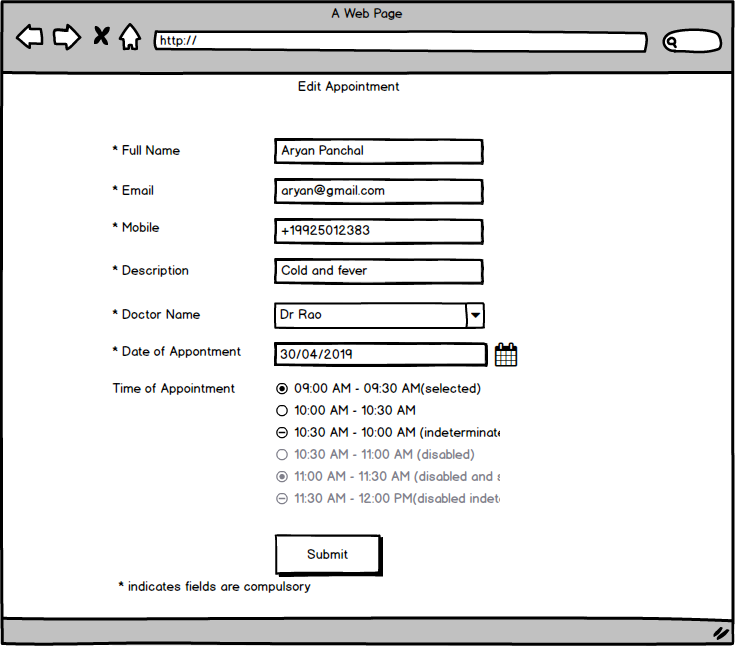 A Web Page
http://
Edit Appointment
* Full Name Aryan Panchal
* Email aryan@gmail.com
* Mobile +19925012383
* Description Cold and fever
* Doctor Name Dr Rao
* Date of Appontment 30/04/2019
Time of Appointment 09:00 AM - 09:30 AM(selected)
10:00 AM - 10:30 AM
10:30 AM - 10:00 AM (indeterminate
10:30 AM - 11:00 AM (disabled)
11:00 AM - 11:30 AM (disabled and s
11:30 AM - 12:00 PM(disabled indet
Submit
* indicates fields are compulsory